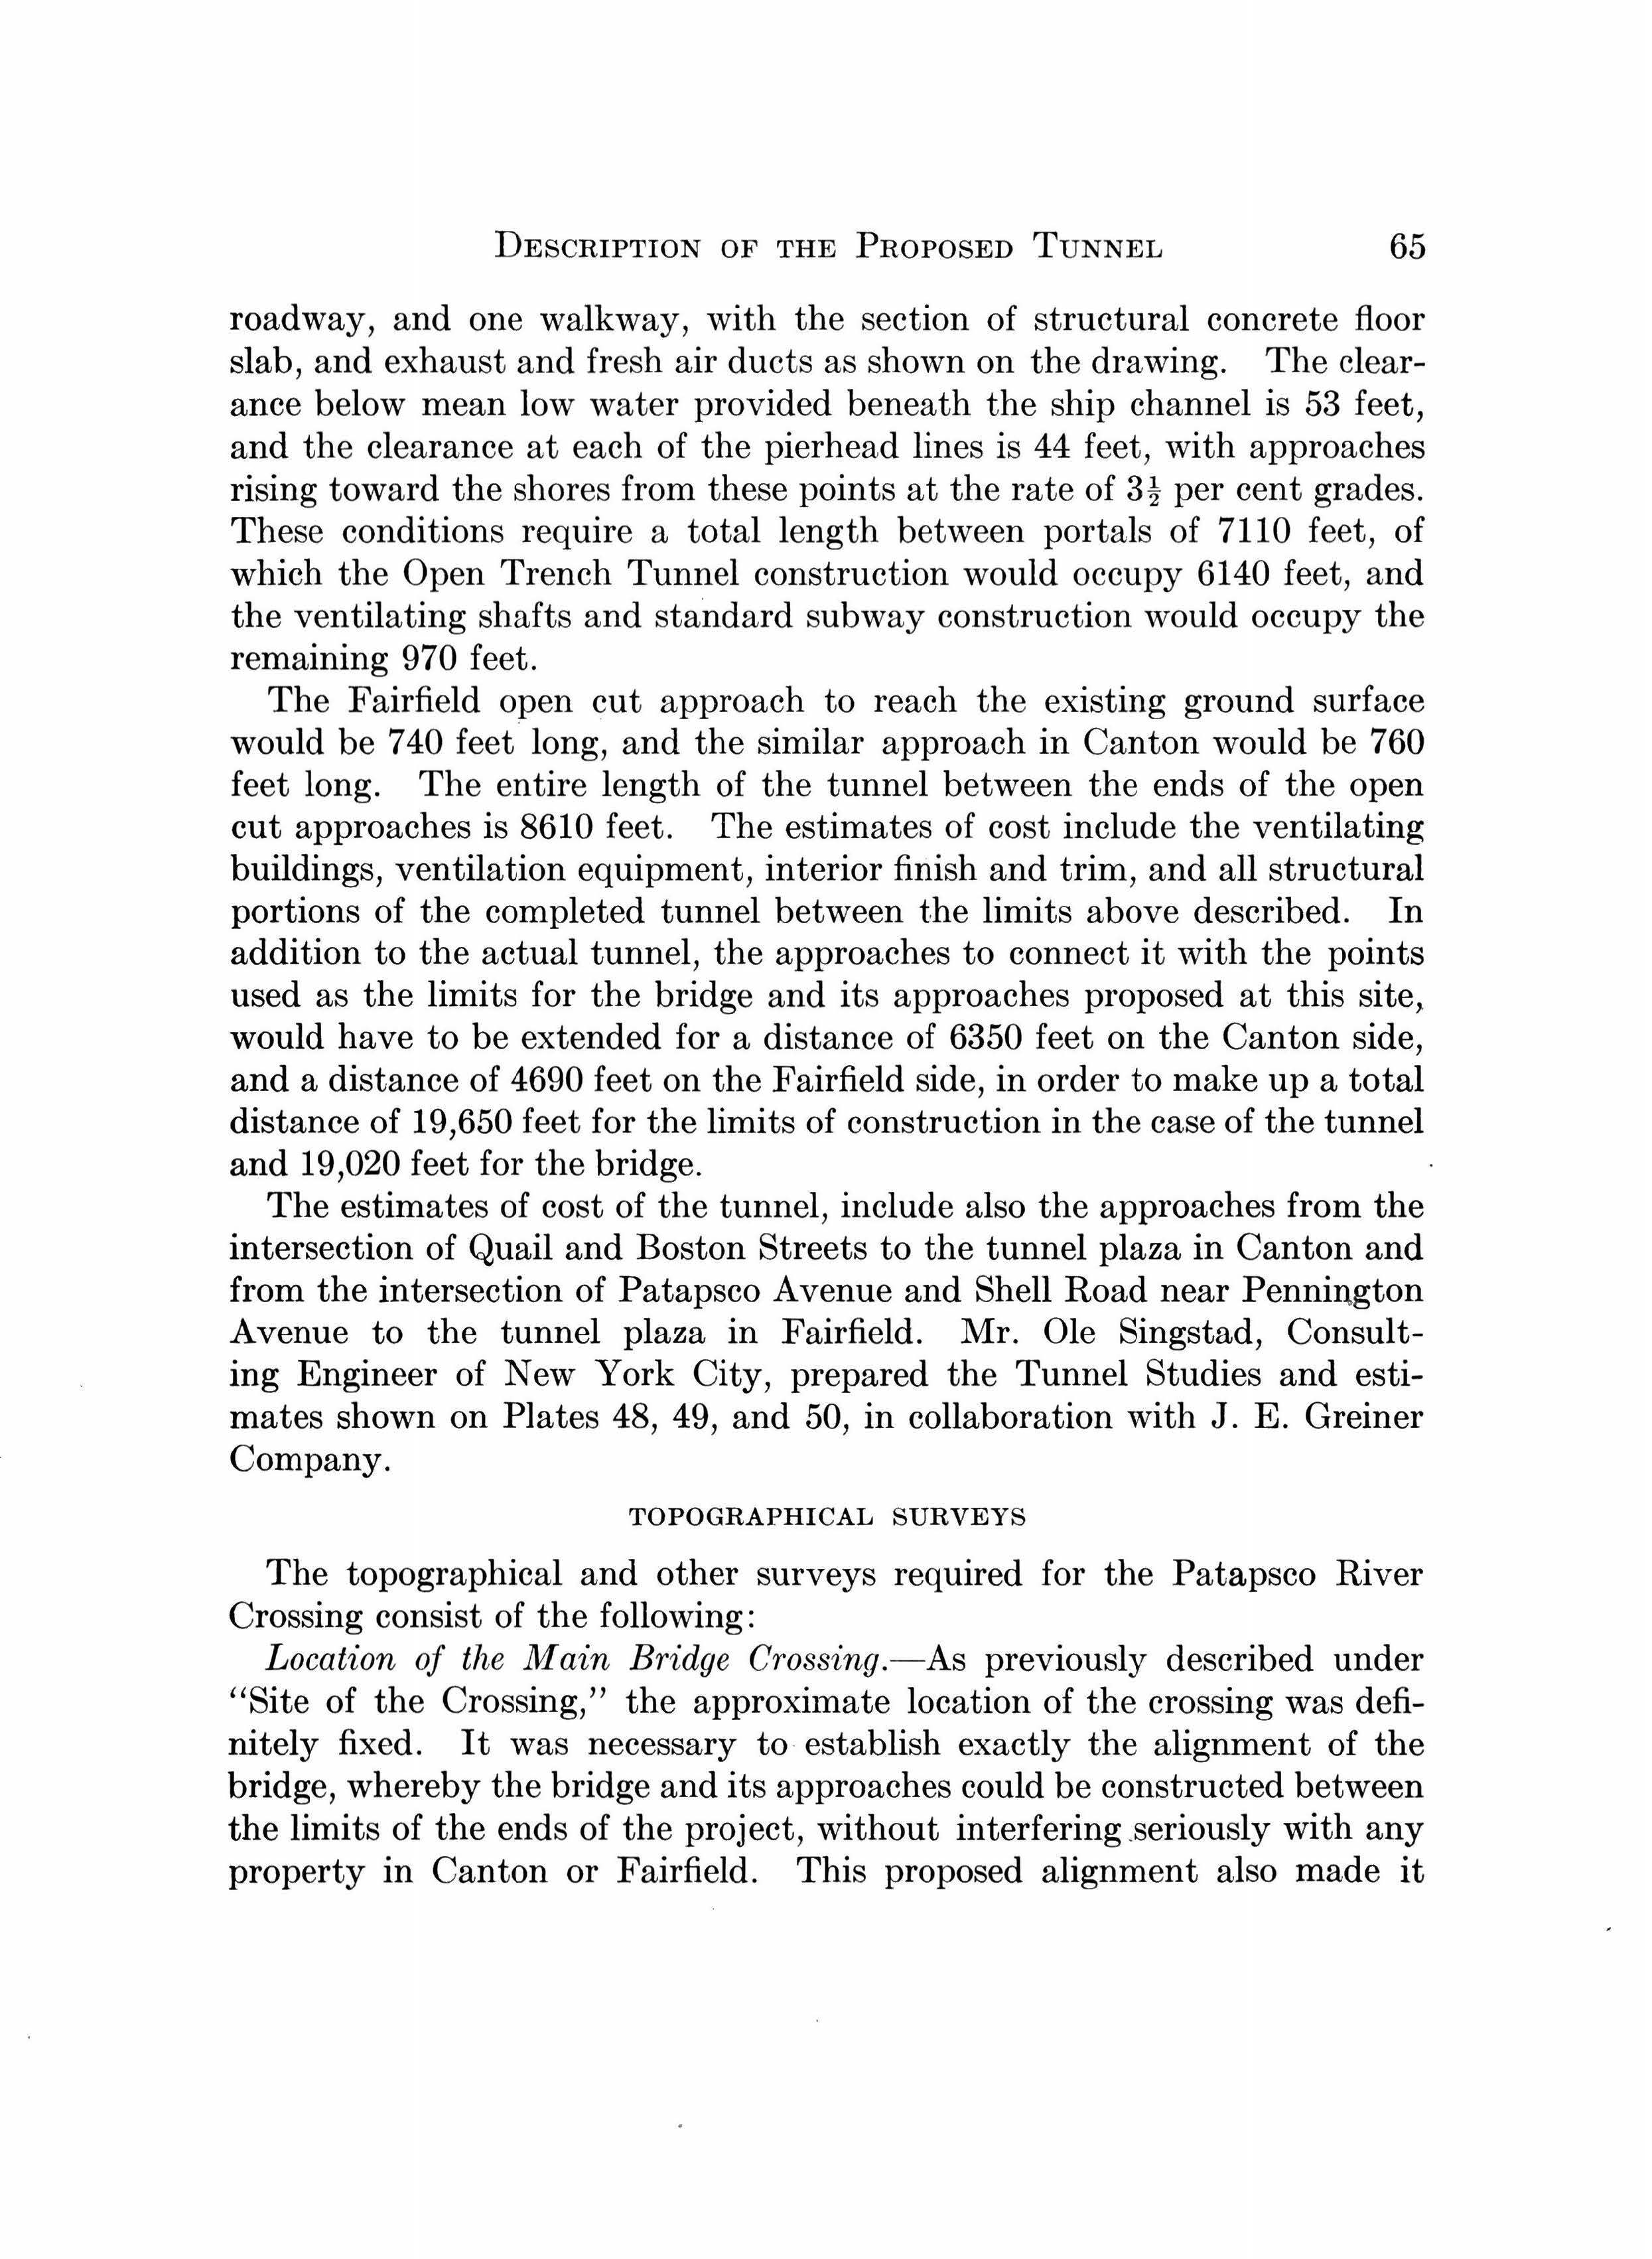 DESCRIPTION OF THE PROPOSED TUNNEL 65
roadway, and one walkway, with the section of structural concrete floor
slab, and exhaust and fresh air ducts as shown on the drawing. The clear-
ance below mean low water provided beneath the ship channel is 53 feet,
and the clearance at each of the pierhead lines is 44 feet, with approaches
rising toward the shores from these points at the rate of 3½ per cent grades.
These conditions require a total length between portals of 7110 feet, of
which the Open Trench Tunnel construction would occupy 6140 feet, and
the ventilating shafts and standard subway construction would occupy the
remaining 970 feet.
The Fairfield open cut approach to reach the existing ground surface
would be 740 feet long, and the similar approach in Canton would be 760
feet long. The entire length of the tunnel between the ends of the open
cut approaches is 8610 feet. The estimates of cost include the ventilating
buildings, ventilation equipment, interior finish and trim, and all structural
portions of the completed tunnel between the limits above described. In
addition to the actual tunnel, the approaches to connect it with the points
used as the limits for the bridge and its approaches proposed at this site,
would have to be extended for a distance of 6350 feet on the Canton side,
and a distance of 4690 feet on the Fairfield side, in order to make up a total
distance of 19,650 feet for the limits of construction in the case of the tunnel
and 19,020 feet for the bridge.
The estimates of cost of the tunnel, include also the approaches from the
intersection of Quail and Boston Streets to the tunnel plaza in Canton and
from the intersection of Patapsco Avenue and Shell Road near Pennington
Avenue to the tunnel plaza in Fairfield. Mr. Ole Singstad, Consult-
ing Engineer of New York City, prepared the Tunnel Studies and esti-
mates shown on Plates 48, 49, and 50, in collaboration with J. E. Greiner
Company.
TOPOGRAPHICAL SURVEYS
The topographical and other surveys required for the Patapsco River
Crossing consist of the following:
Location of the Main Bridge Crossing.—As previously described under
“Site of the Crossing,” the approximate location of the crossing was defi-
nitely fixed. It was necessary to establish exactly the alignment of the
bridge, whereby the bridge and its approaches could be constructed between
the limits of the ends of the project, without interfering seriously with any
property in Canton or Fairfield. This proposed alignment also made it